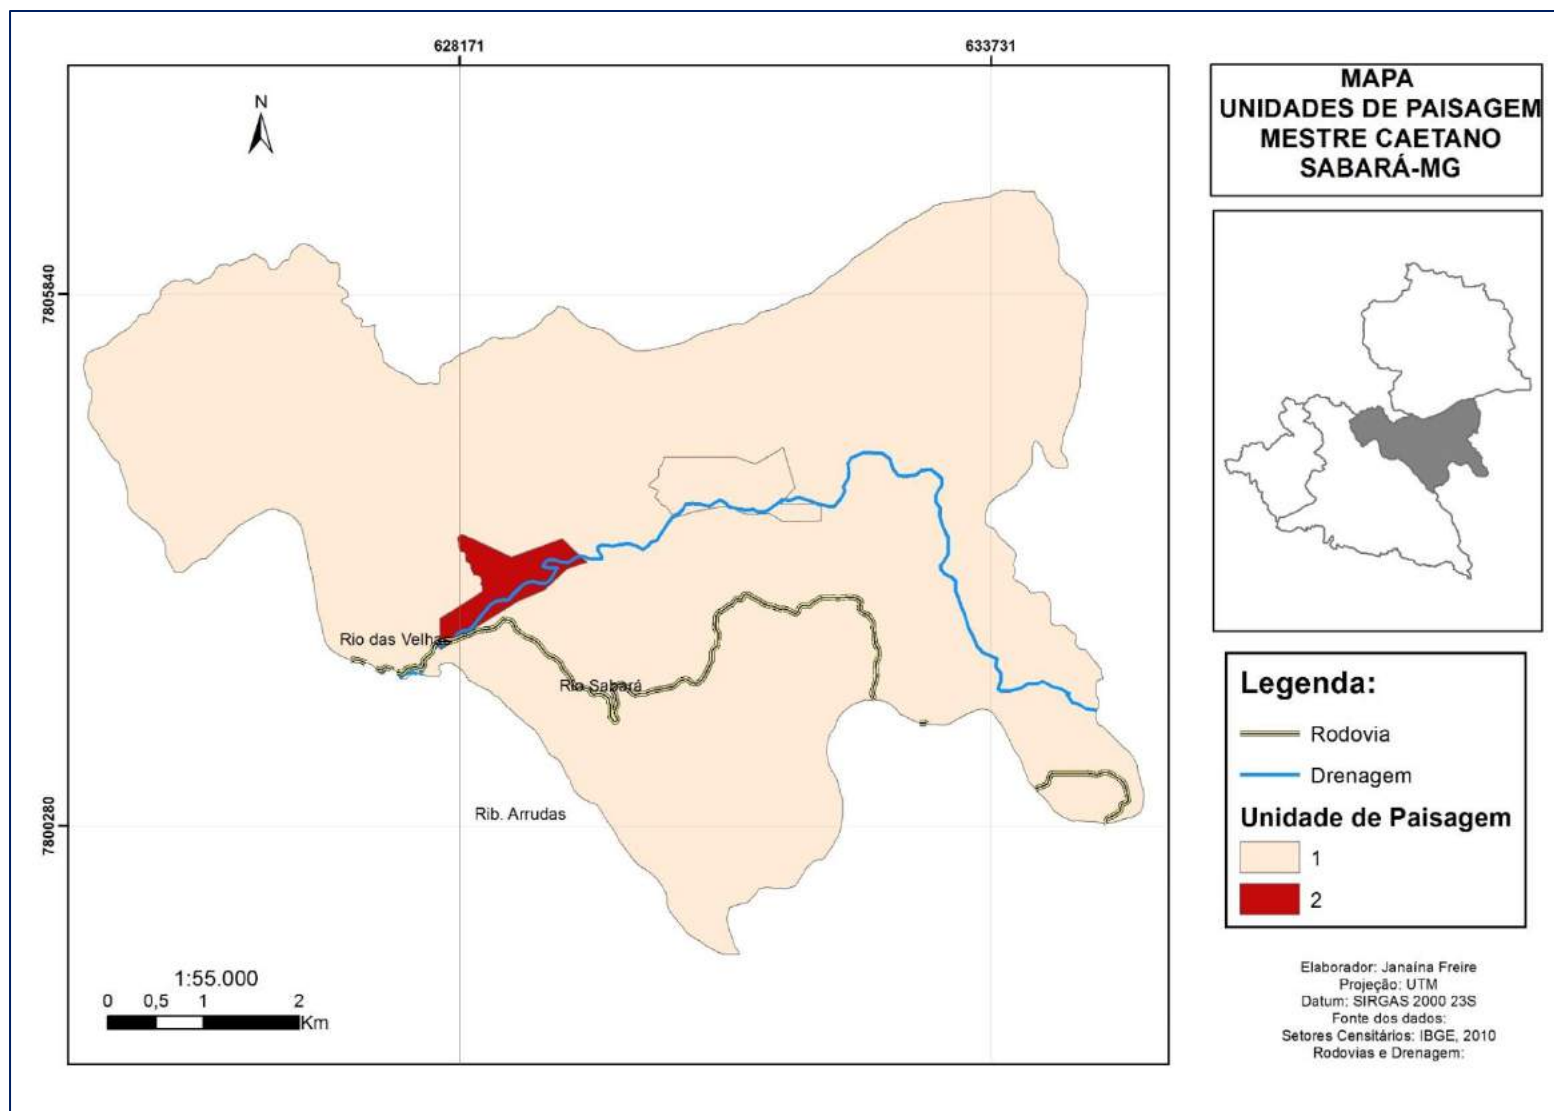 628171
633731
N
7805840
7800280
Rio das Velhas
Rio Sabará
Rib. Arrudas
1:55.000
0 0,5 1 2
Km
MAPA
UNIDADES DE PAISAGEM
MESTRE CAETANO
SABARÁ-MG
Legenda:
Rodovia
Drenagem
Unidade de Paisagem
1
2
Elaborador: Janaína Freire
Projeção: UTM
Datum: SIRGAS 2000 23S
Fonte dos dados:
Setores Censitários: IBGE, 2010
Rodovias e Drenagem: